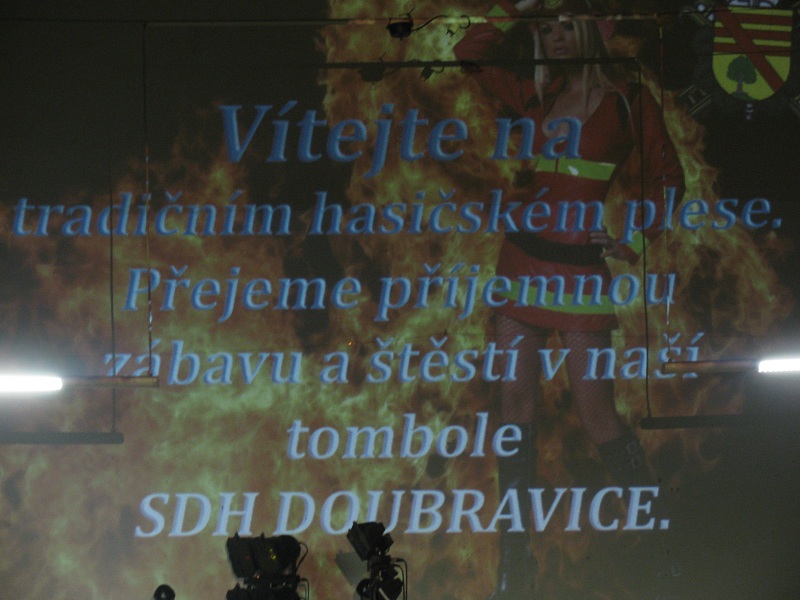 Vítejte na
tradičním hasičském plese.
Přejeme příjemnou
zábavu a štěstí v naší
tombole
SDH DOUBRAVICE.